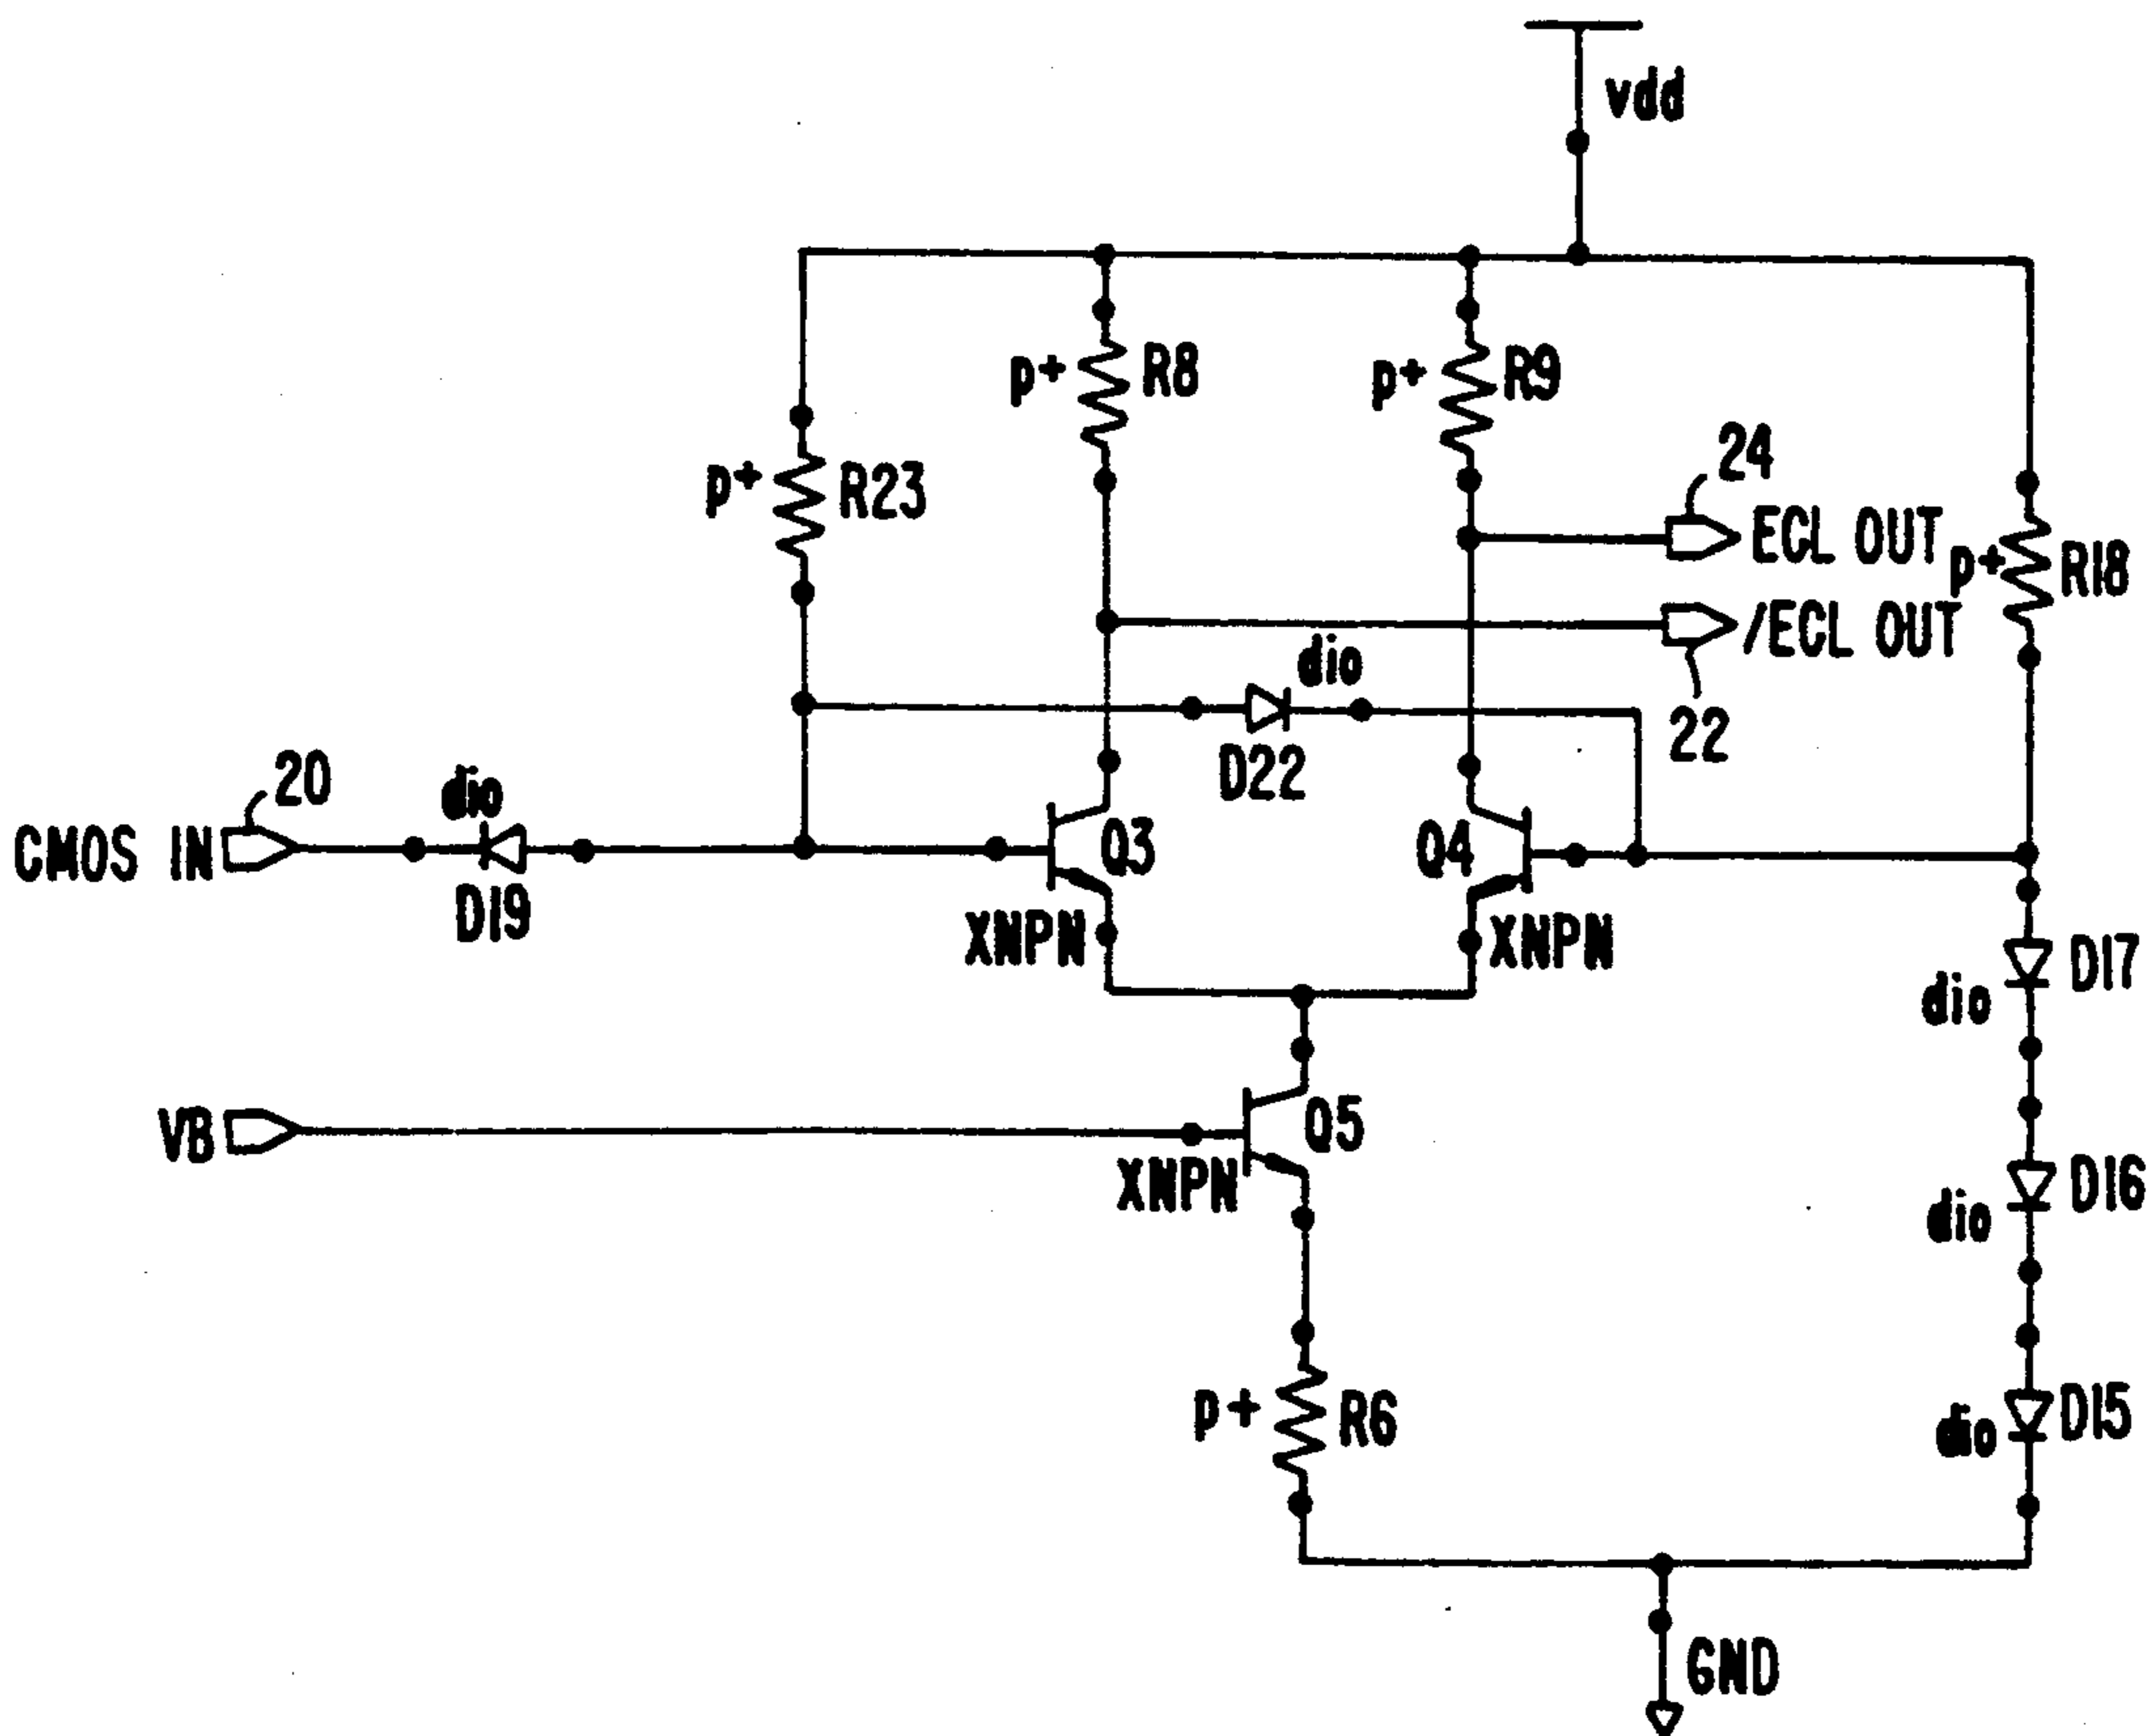 vdd
p+ R8
p+ R9
p+ R23
24
ECL OUT
p+ R18
/ECL OUT
dio
22
D22
20
dio
CMOS IN
D19
Q3
Q4
XNPN
XNPN
D17
dio
VB
Q5
XNPN
D16
dio
p+ R6
D15
dio
GND